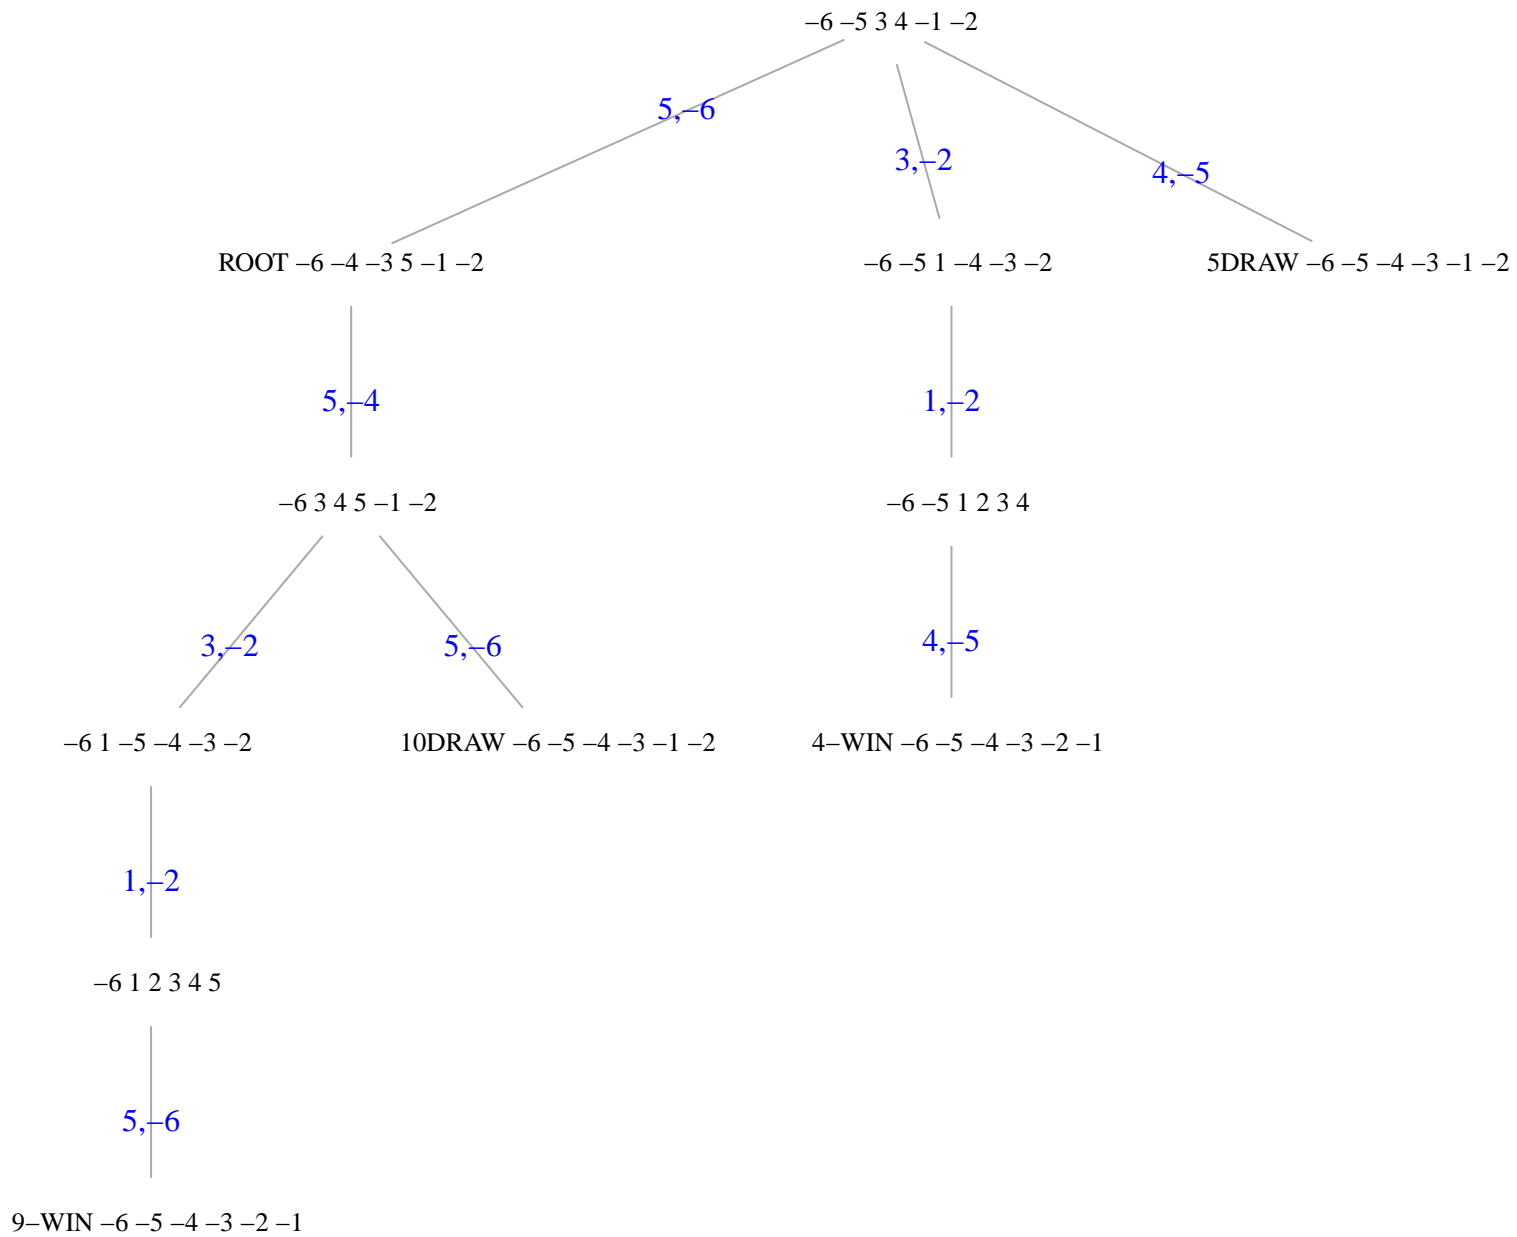 –6 –5 3 4 –1 –2
5,–6
3,–2
4,–5
ROOT –6 –4 –3 5 –1 –2
–6 –5 1 –4 –3 –2
5DRAW –6 –5 –4 –3 –1 –2
5,–4
1,–2
–6 3 4 5 –1 –2
–6 –5 1 2 3 4
3,–2
5,–6
4,–5
–6 1 –5 –4 –3 –2
10DRAW –6 –5 –4 –3 –1 –2
4–WIN –6 –5 –4 –3 –2 –1
1,–2
–6 1 2 3 4 5
5,–6
9–WIN –6 –5 –4 –3 –2 –1